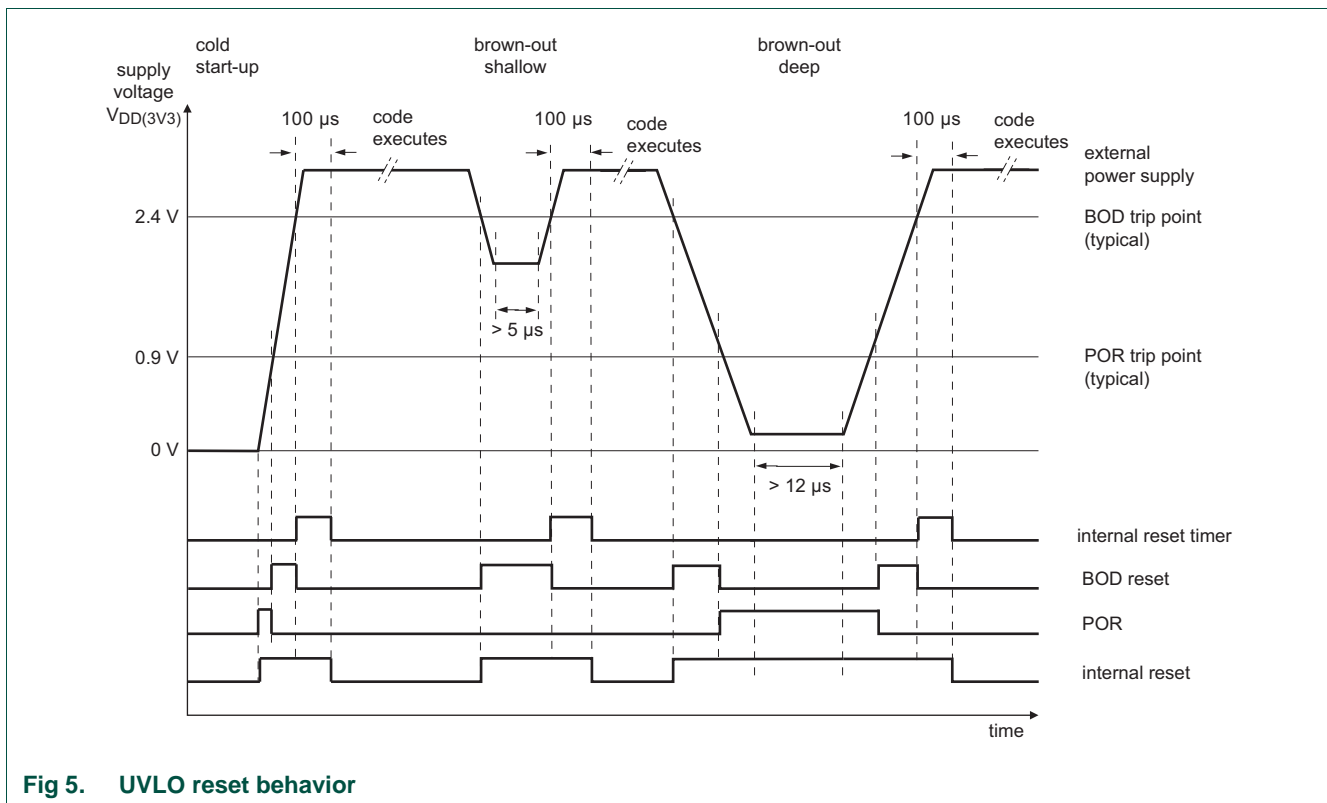 cold
start-up
brown-out
shallow
brown-out
deep
supply
voltage
VDD(3V3)
100 μs
code
executes
100 μs
code
executes
100 μs
code
executes
external
power supply
2.4 V
BOD trip point
(typical)
> 5 μs
0.9 V
POR trip point
(typical)
0 V
> 12 μs
internal reset timer
BOD reset
POR
internal reset
time
Fig 5. UVLO reset behavior